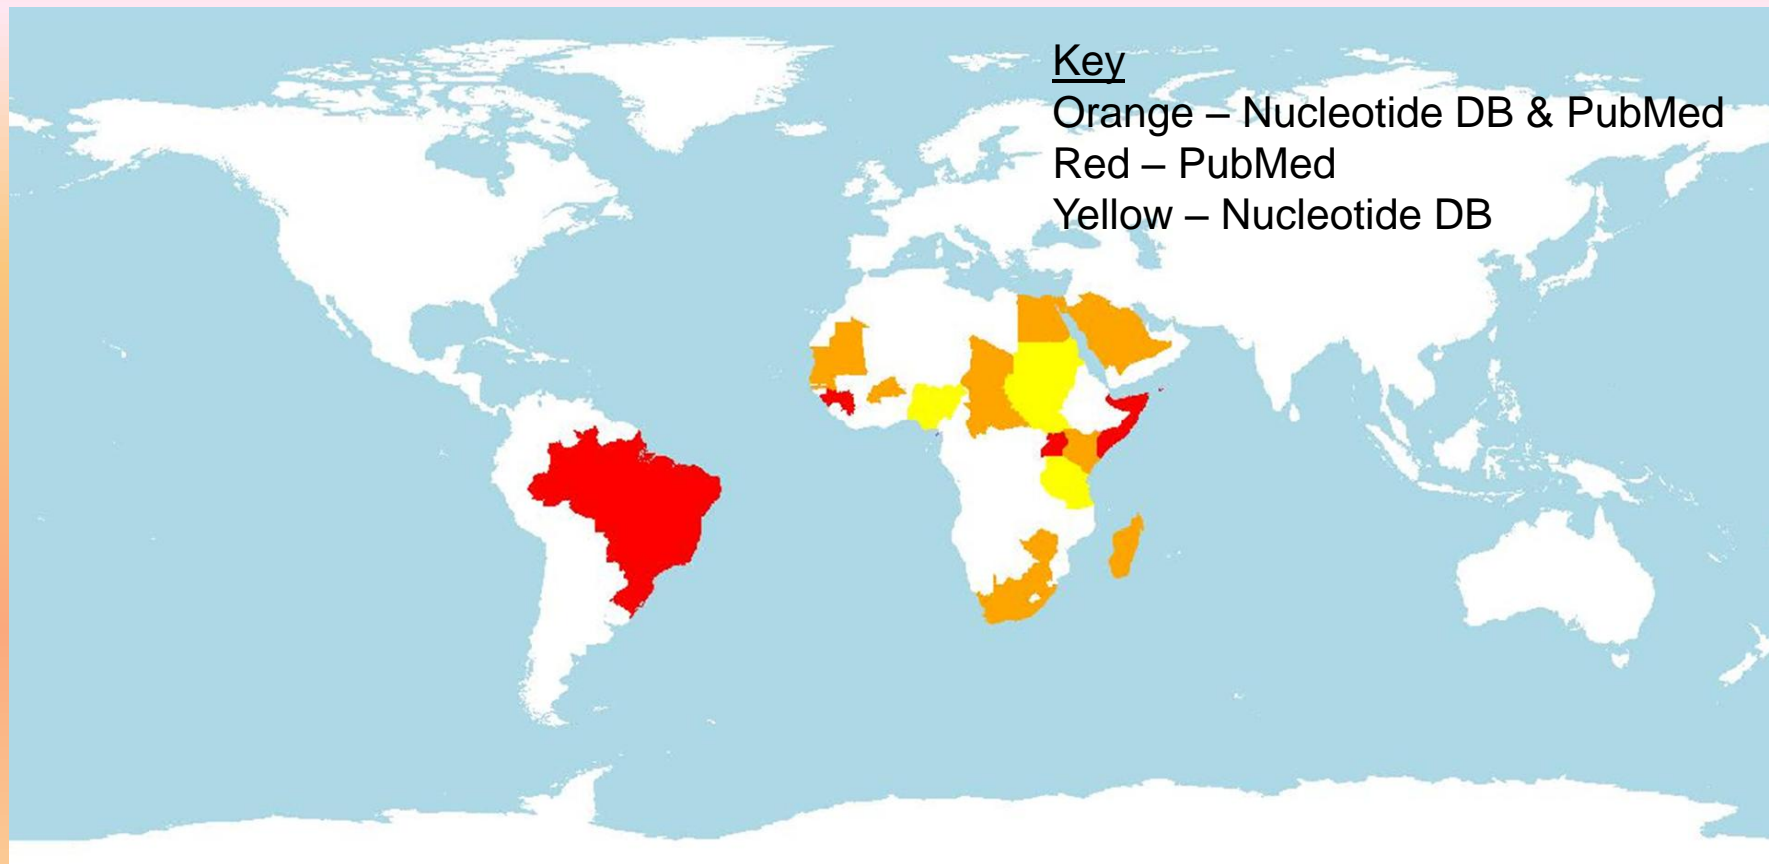 Key
Orange – Nucleotide DB & PubMed
Red – PubMed
Yellow – Nucleotide DB